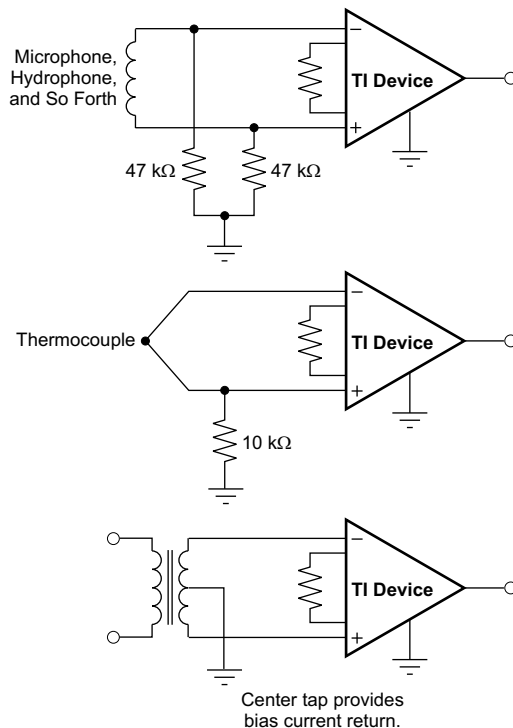 Microphone,
Hydrophone,
and So Forth
−
TI Device
+
47 kΩ
47 kΩ
Thermocouple
−
TI Device
+
10 kΩ
−
TI Device
+
Center tap provides
bias current return.